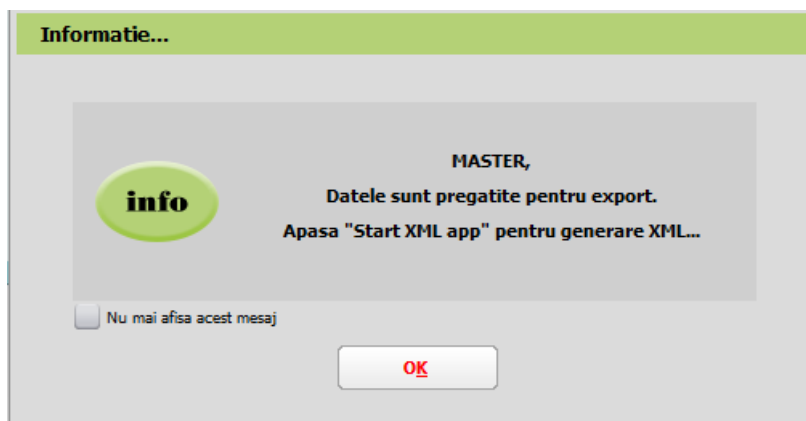 Informatie...
info
MASTER,
Datele sunt pregatite pentru export.
Apasa "Start XML app" pentru generare XML...
Nu mai afisa acest mesaj
OK